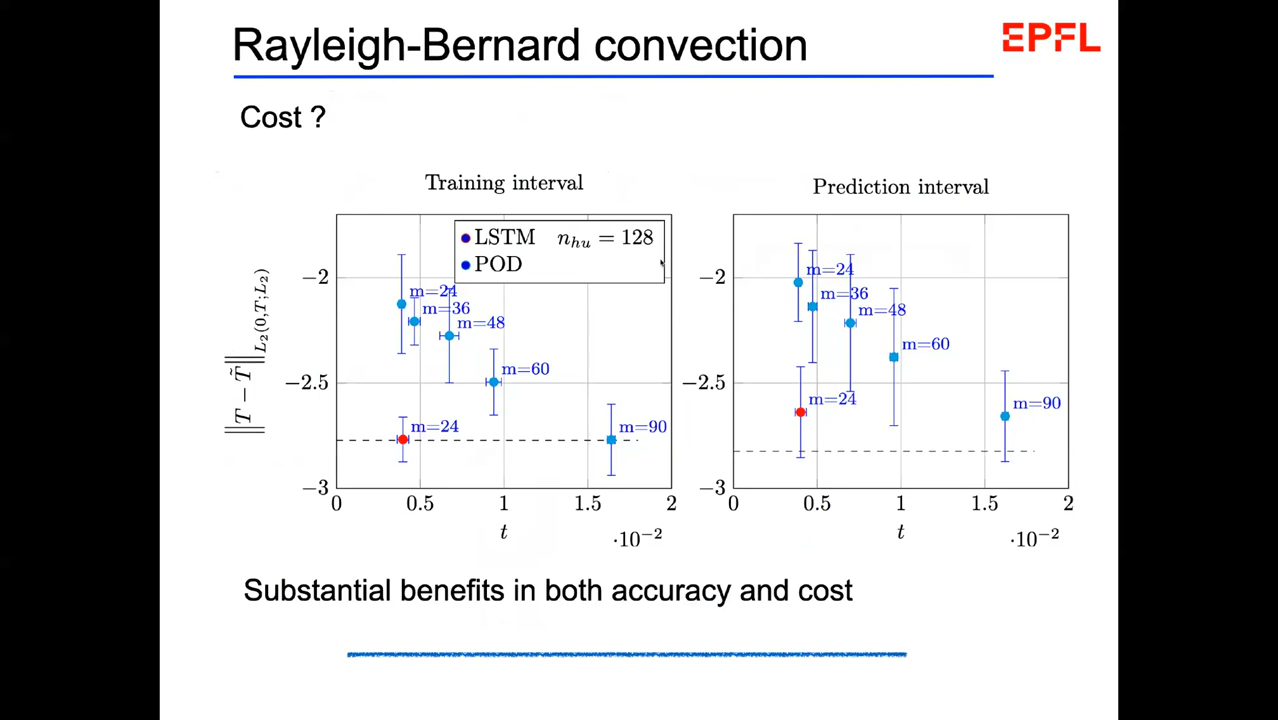 Rayleigh-Bernard convection
EPFL
Cost ?
Training interval
‖T − T̃‖L₂(0,T;L₂)
−2
−2.5
−3
LSTM nhu = 128
POD
m=24
m=36
m=48
m=60
m=24
m=90
0 0.5 1 1.5 2
t
·10⁻²
Prediction interval
−2
−2.5
−3
m=24
m=36
m=48
m=60
m=24
m=90
0 0.5 1 1.5 2
t
·10⁻²
Substantial benefits in both accuracy and cost